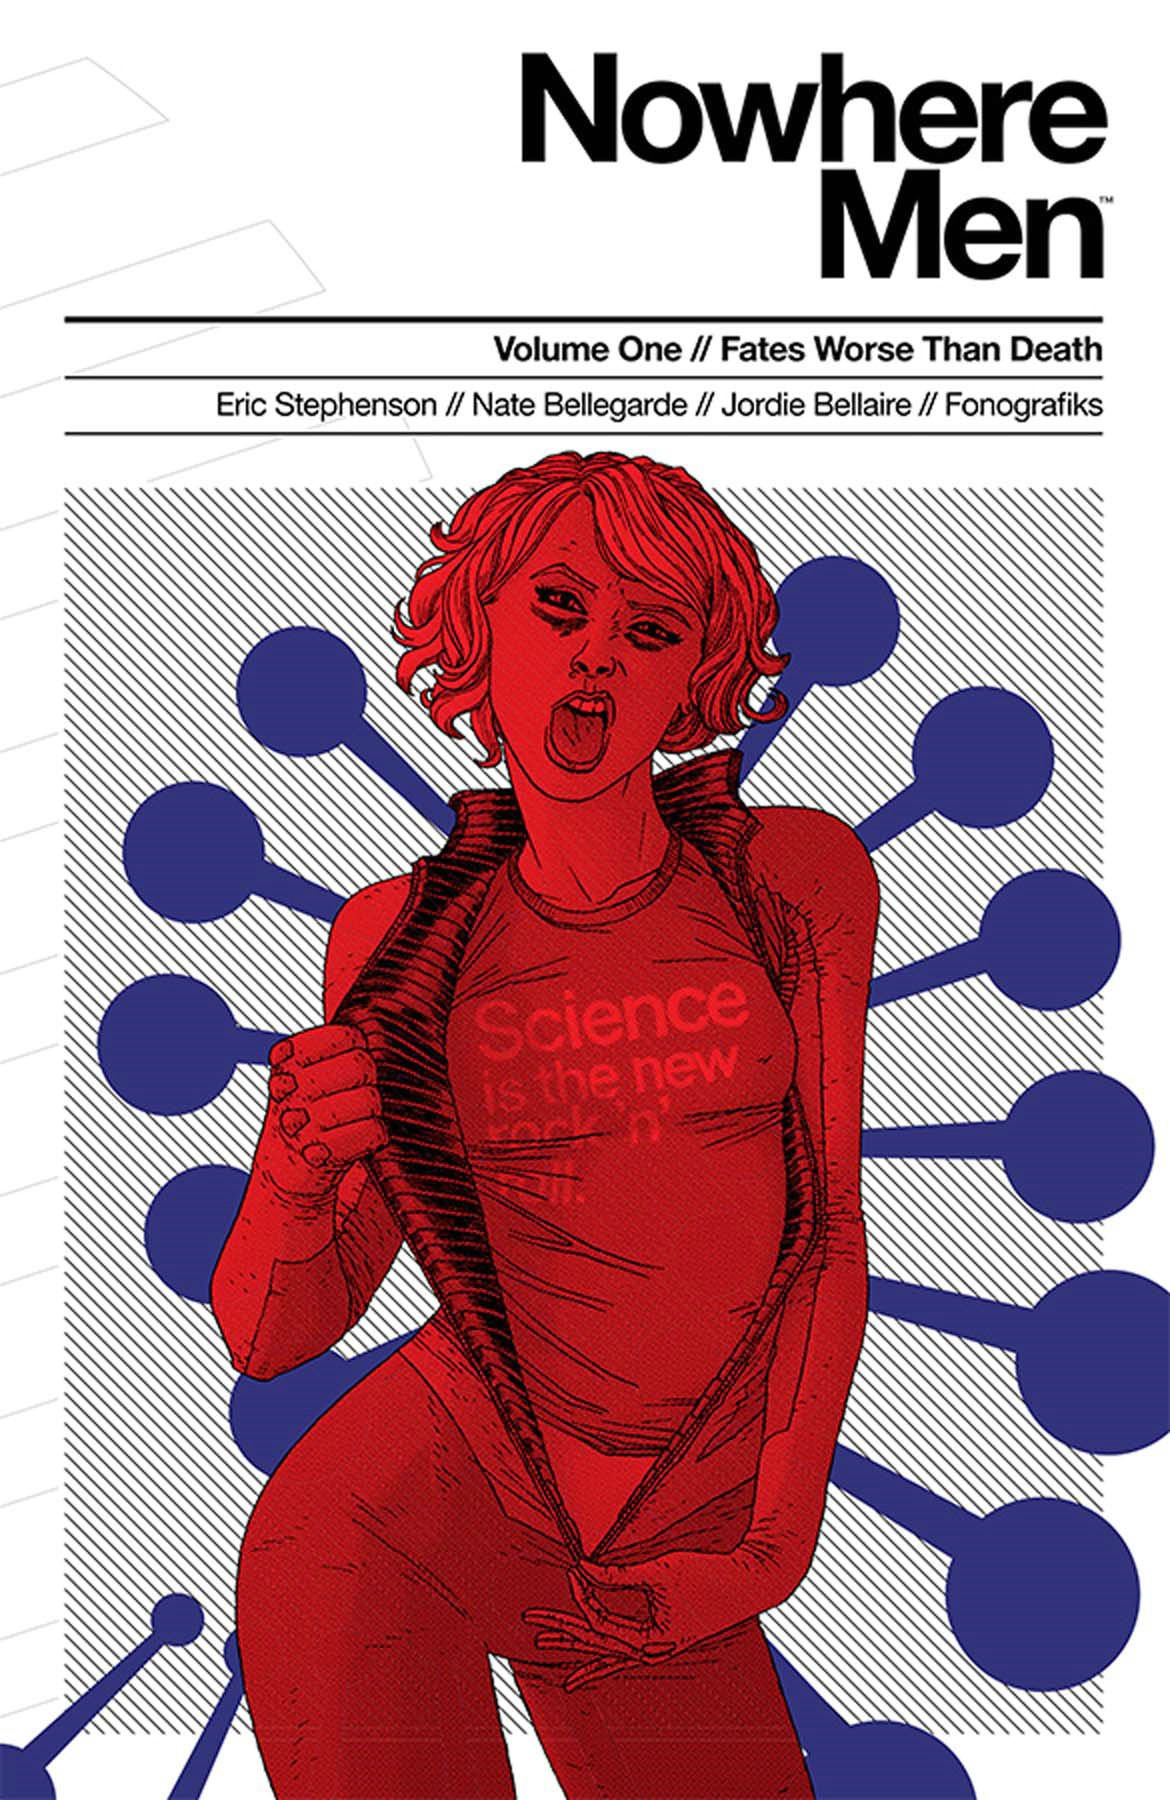 Nowhere
Men™
Volume One // Fates Worse Than Death
Eric Stephenson // Nate Bellegarde // Jordie Bellaire // Fonografiks
Science
is the new
rock 'n'